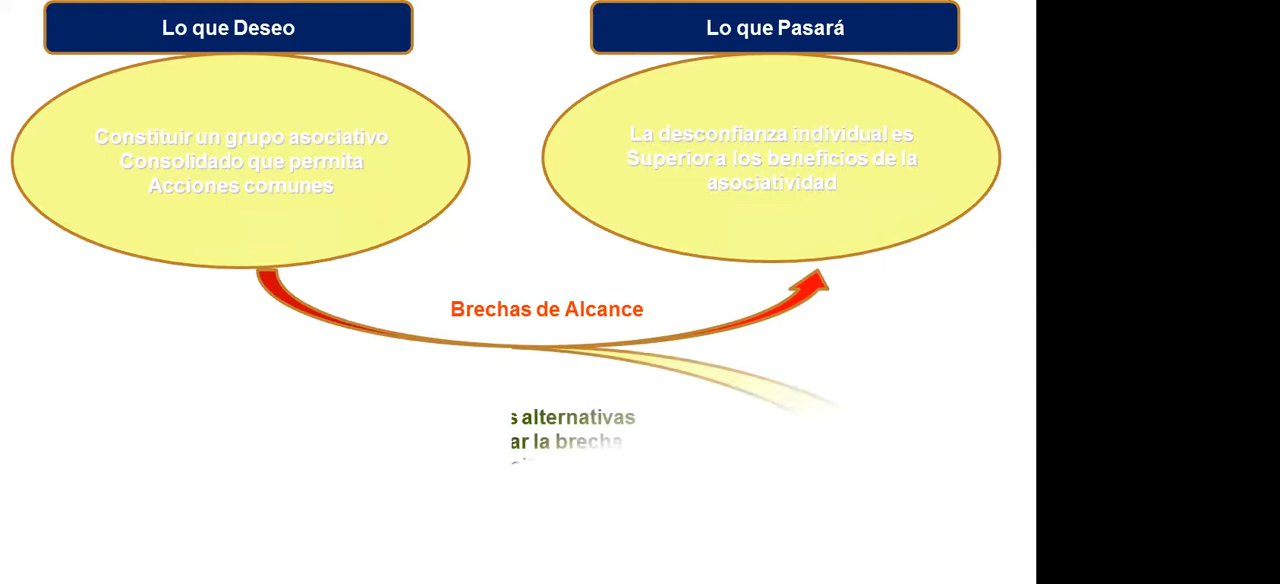 Lo que Deseo
Lo que Pasará
Constituir un grupo asociativo
Consolidado que permita
Acciones comunes
La desconfianza individual es
Superior a los beneficios de la
asociatividad
Brechas de Alcance
s alternativas
ar la brecha